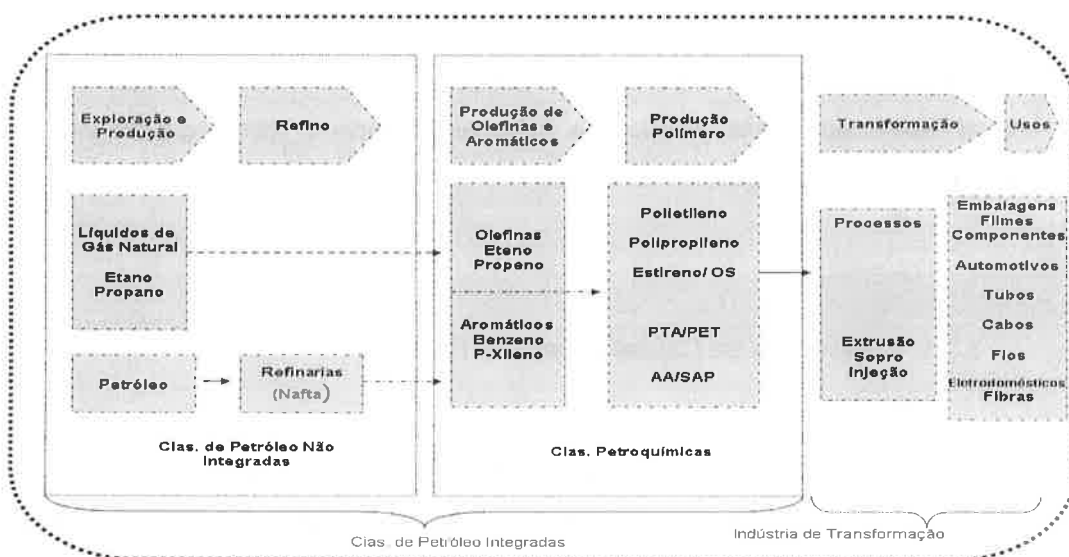 Exploração e
Produção
Refino
Produção de
Olefinas e
Aromáticos
Produção
Polímero
Transformação
Usos
Líquidos de
Gás Natural
Etano
Propano
Olefinas
Eteno
Propeno
Aromáticos
Benzeno
P-Xileno
Polietileno
Polipropileno
Estireno/ OS
PTA/PET
AA/SAP
Processos
Extrusão
Sopro
Injeção
Embalagens
Filmes
Componentes
Automotivos
Tubos
Cabos
Fios
Eletrodomésticos
Fibras
Petróleo
Refinarias
(Nafta)
Cias. de Petróleo Não
Integradas
Cias. Petroquímicas
Cias. de Petróleo Integradas
Indústria de Transformação